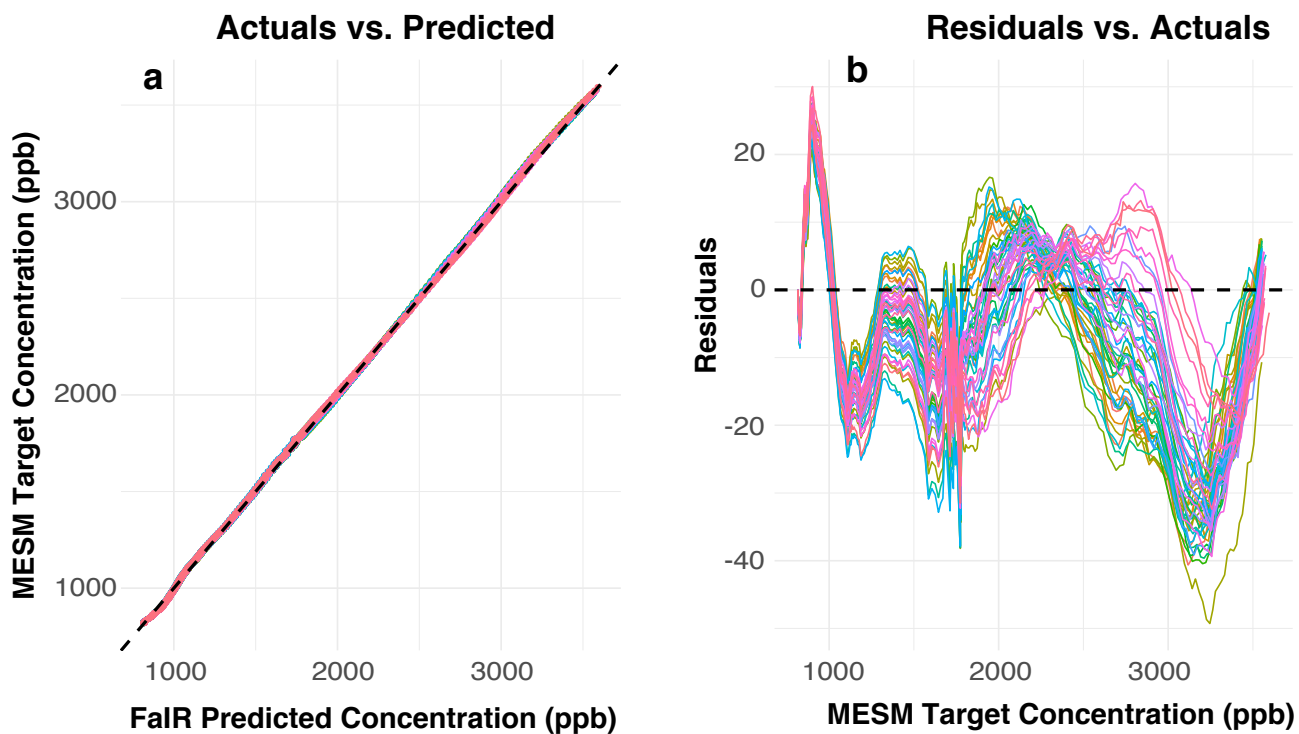 Actuals vs. Predicted
a
MESM Target Concentration (ppb)
3000
2000
1000
1000 2000 3000
FaIR Predicted Concentration (ppb)
Residuals vs. Actuals
b
Residuals
20
0
-20
-40
1000 2000 3000
MESM Target Concentration (ppb)